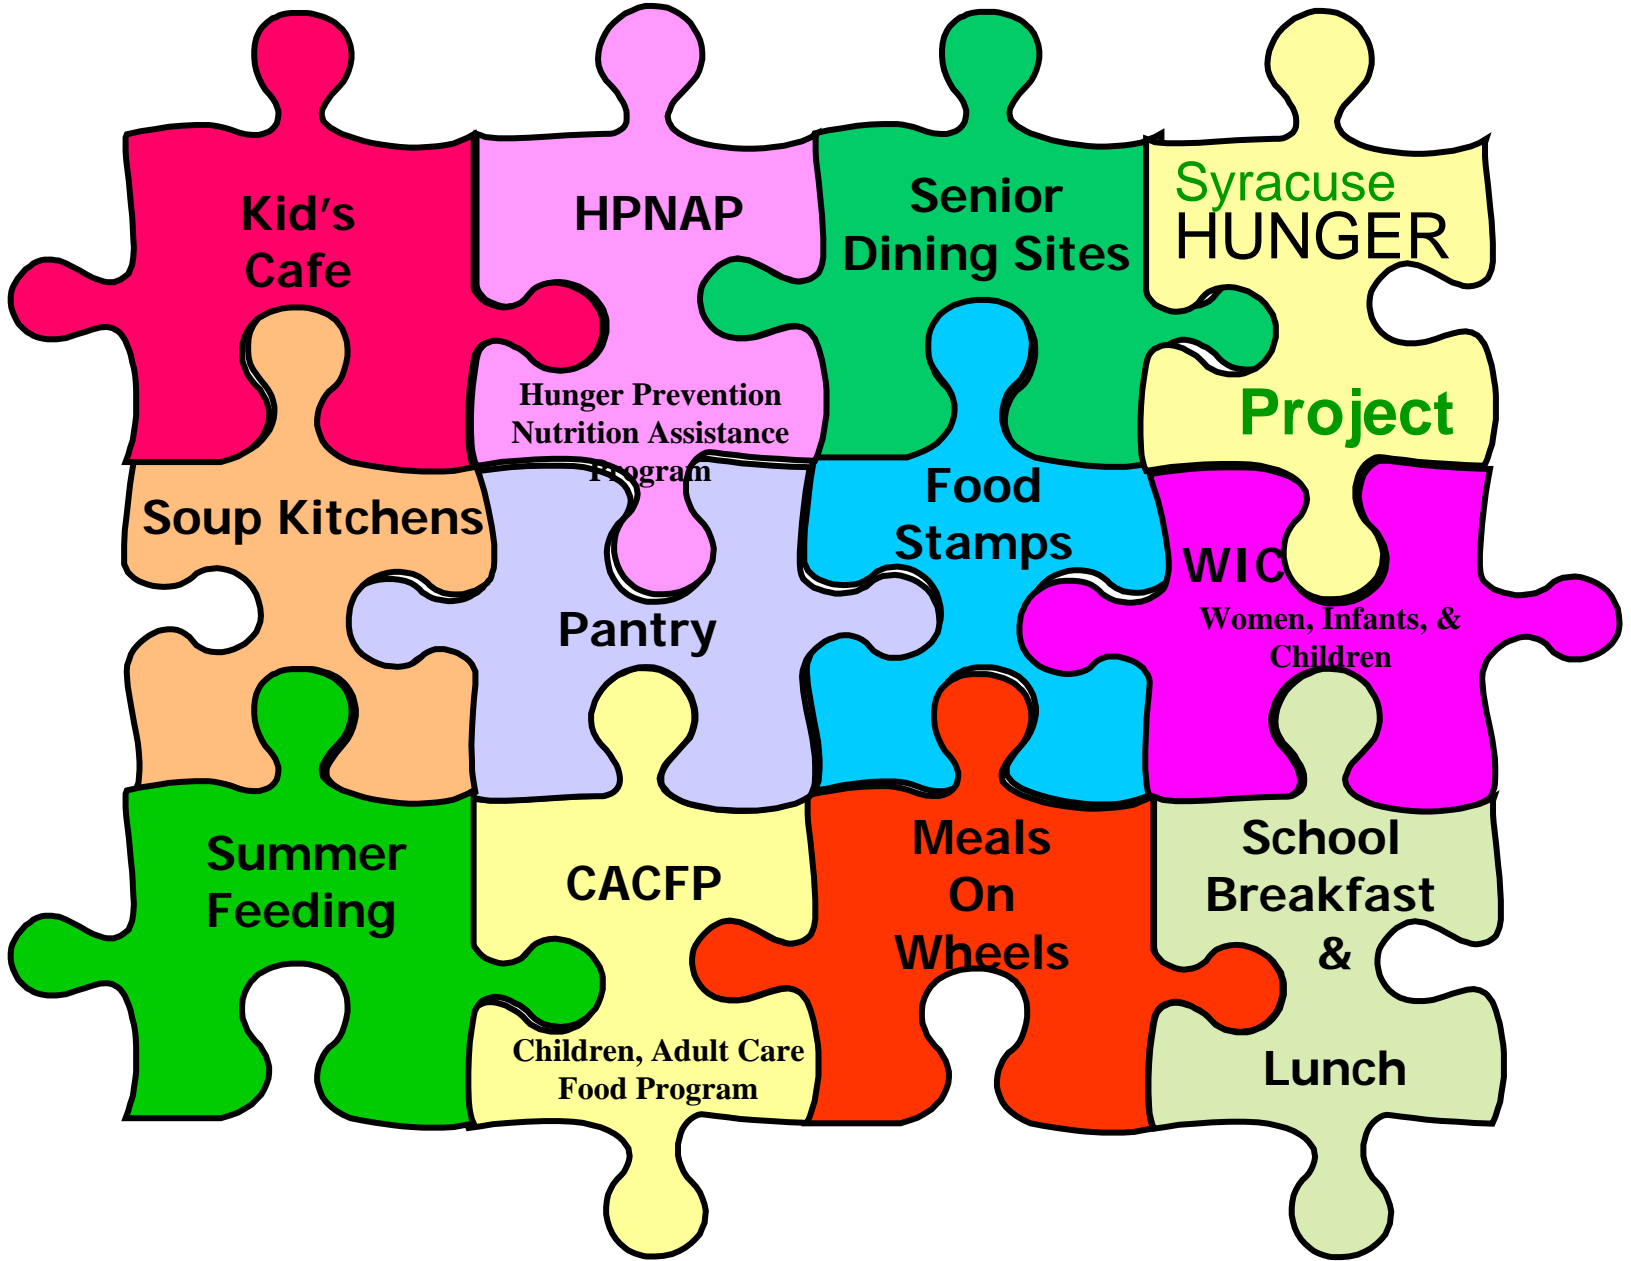 Kid's
Cafe
HPNAP
Hunger Prevention
Nutrition Assistance
Program
Senior
Dining Sites
Syracuse
HUNGER
Project
Soup Kitchens
Pantry
Food
Stamps
WIC
Women, Infants, &
Children
Summer
Feeding
CACFP
Children, Adult Care
Food Program
Meals
On
Wheels
School
Breakfast
&
Lunch